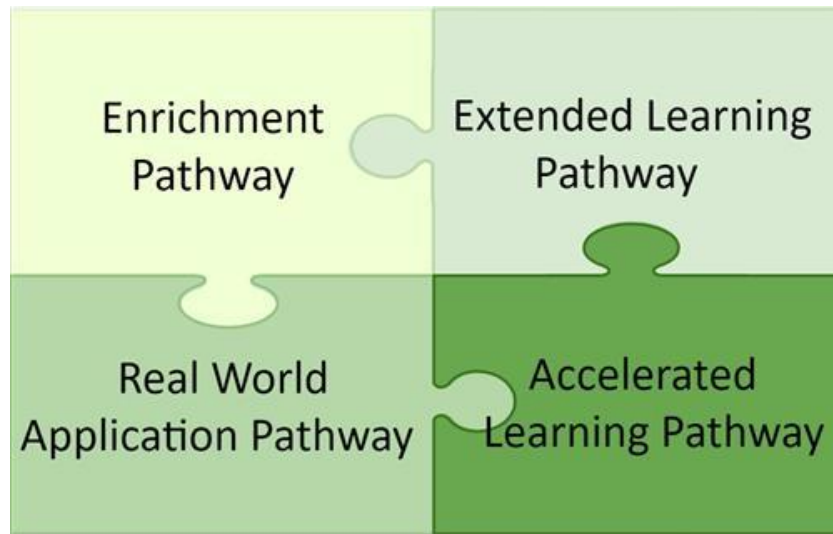 Enrichment
Pathway
Extended Learning
Pathway
Real World
Application Pathway
Accelerated
Learning Pathway